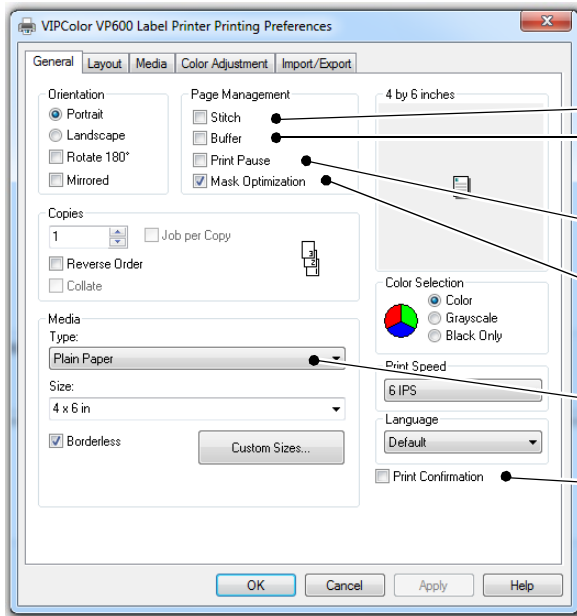 VIPColor VP600 Label Printer Printing Preferences
General Layout Media Color Adjustment Import/Export
Orientation
Portrait
Landscape
Rotate 180°
Mirrored
Page Management
Stitch
Buffer
Print Pause
Mask Optimization
4 by 6 inches
Copies
1
Job per Copy
Reverse Order
Collate
3
2
1
Color Selection
Color
Grayscale
Black Only
Media
Type:
Plain Paper
Size:
4 x 6 in
Borderless
Custom Sizes...
Print Speed
6 IPS
Language
Default
Print Confirmation
OK Cancel Apply Help